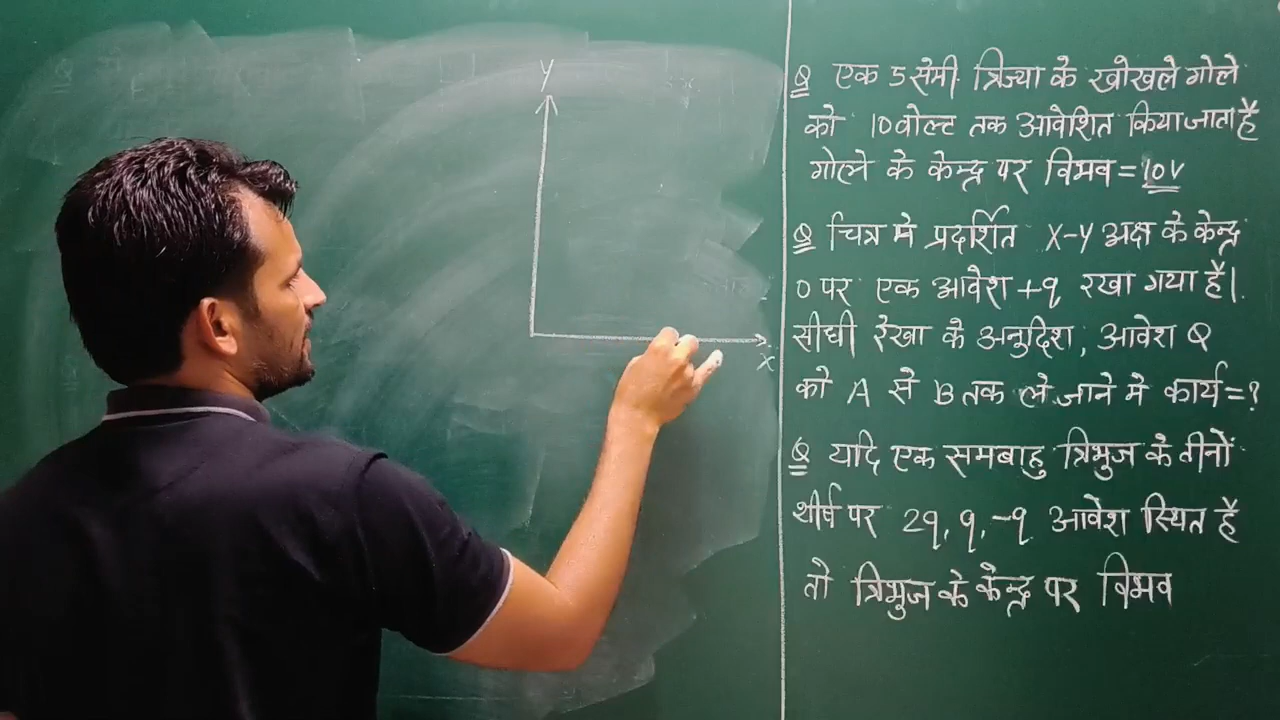 Y
X
Q एक 5 सेमी. त्रिज्या के खोखले गोले
को 10 वोल्ट तक आवेशित किया जाता है
गोले के केन्द्र पर विभव = 10V
Q चित्र मे प्रदर्शित X-Y अक्ष के केन्द्र
O पर एक आवेश +q रखा गया है।
सीधी रेखा के अनुदिश, आवेश Q
को A से B तक ले जाने मे कार्य = ?
Q यदि एक समबाहु त्रिभुज के तीनों
शीर्ष पर 2q, q, -q आवेश स्थित है
तो त्रिभुज के केन्द्र पर विभव